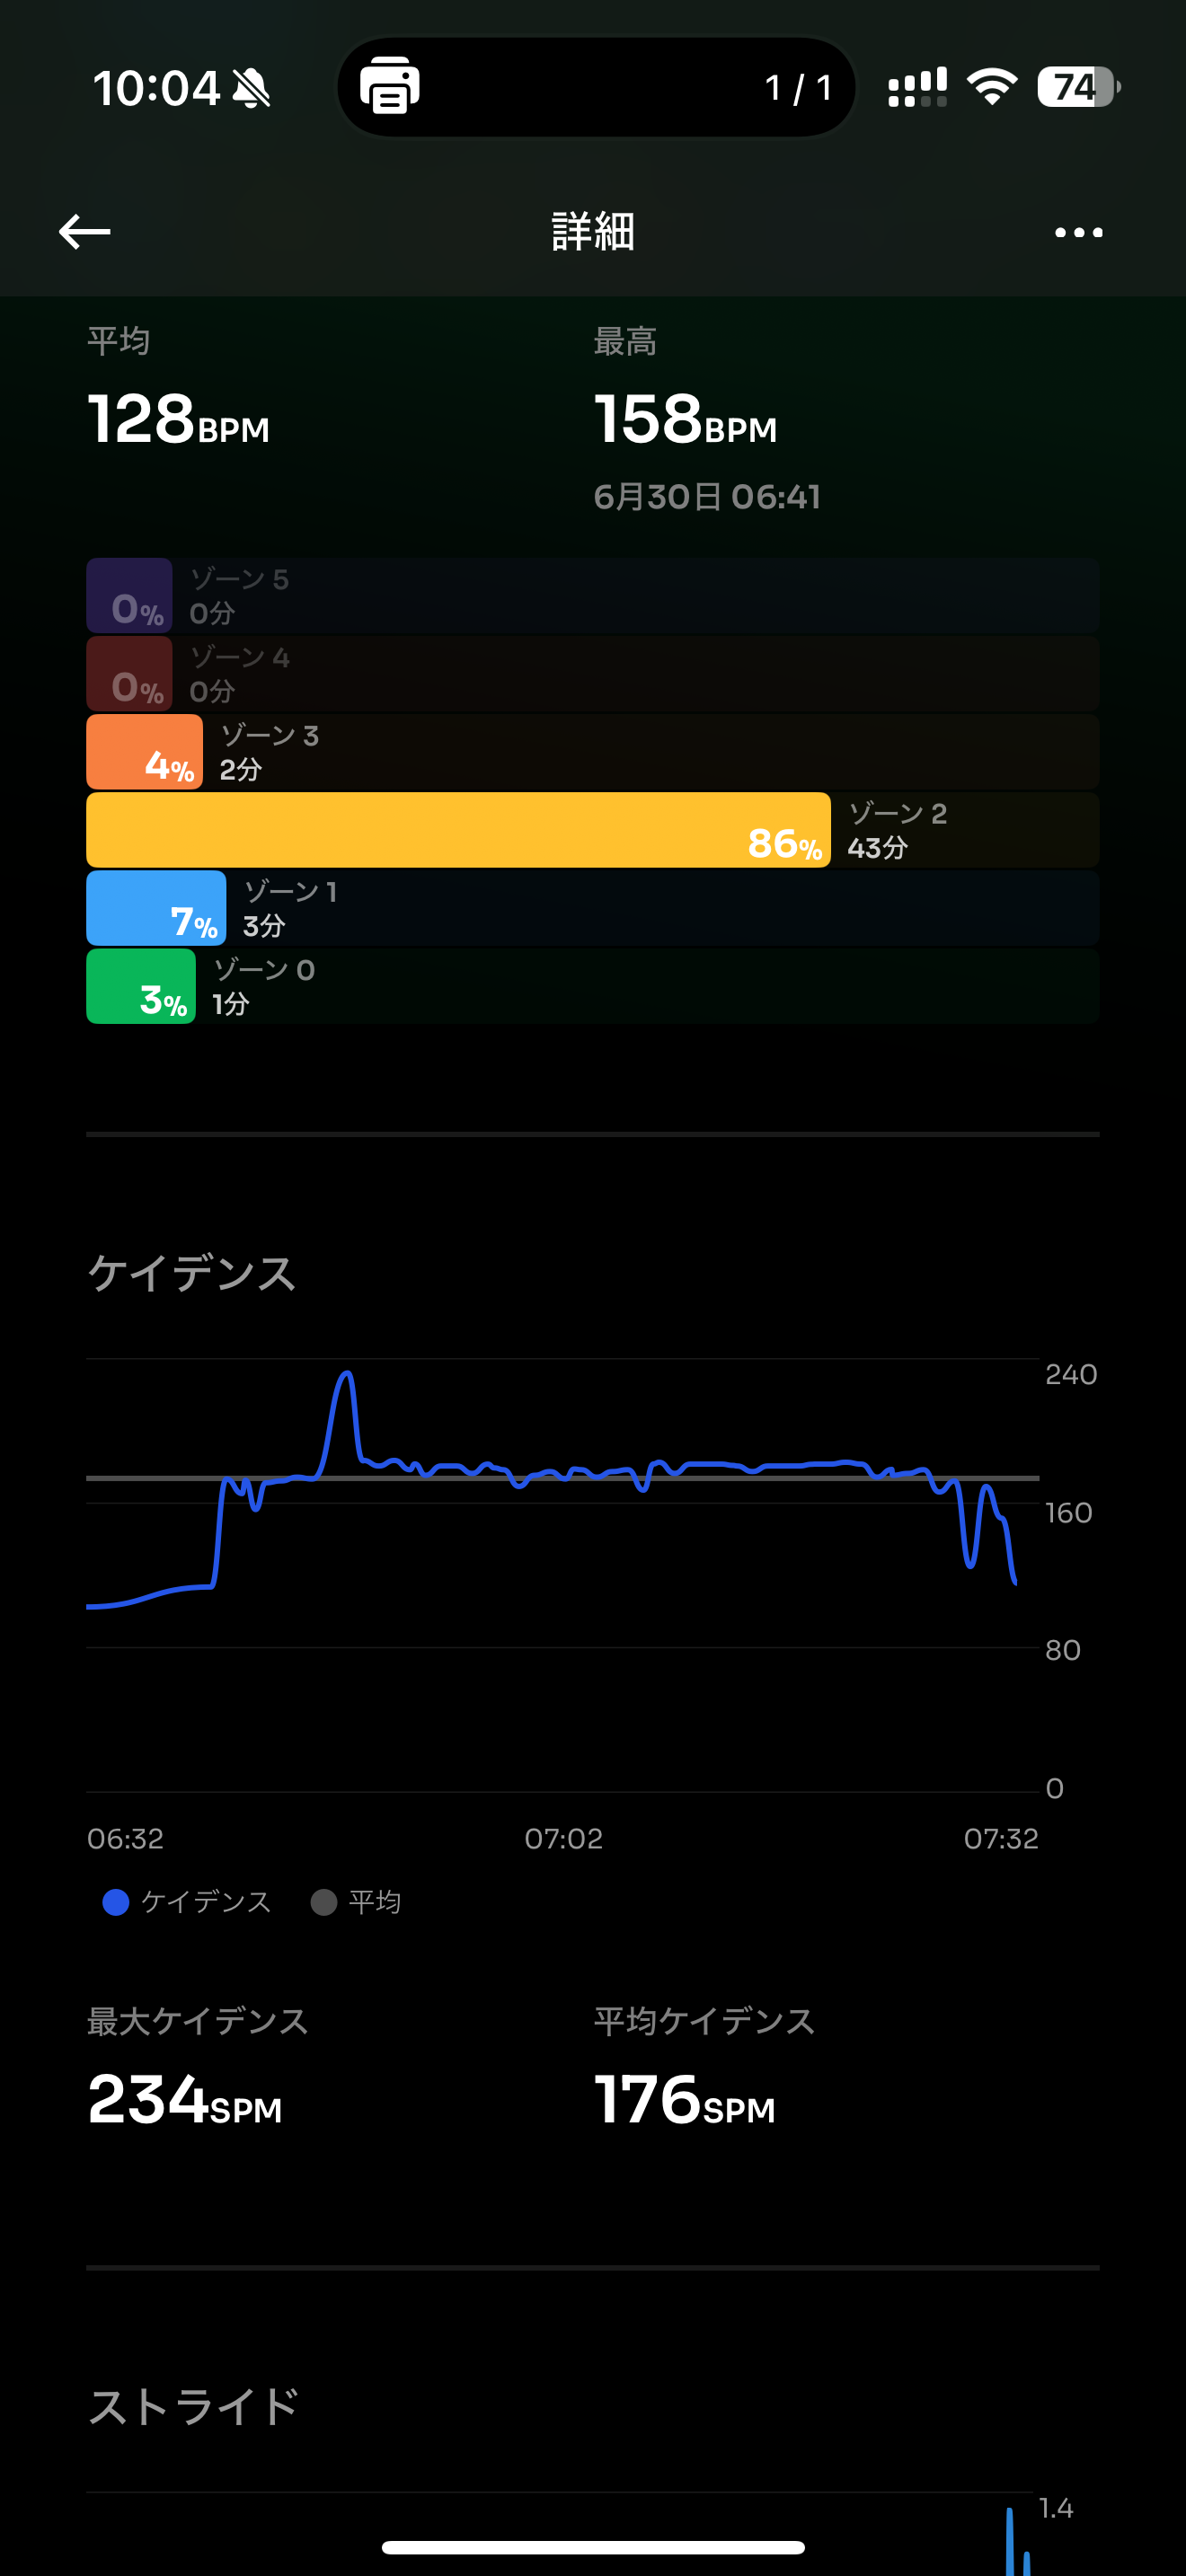 10:04 1 / 1 74
詳細
平均 最高
128BPM 158BPM
6月30日 06:41
0% ゾーン 5
0分
0% ゾーン 4
0分
4% ゾーン 3
2分
86% ゾーン 2
43分
7% ゾーン 1
3分
3% ゾーン 0
1分
ケイデンス
240
160
80
0
06:32 07:02 07:32
ケイデンス 平均
最大ケイデンス 平均ケイデンス
234SPM 176SPM
ストライド
1.4